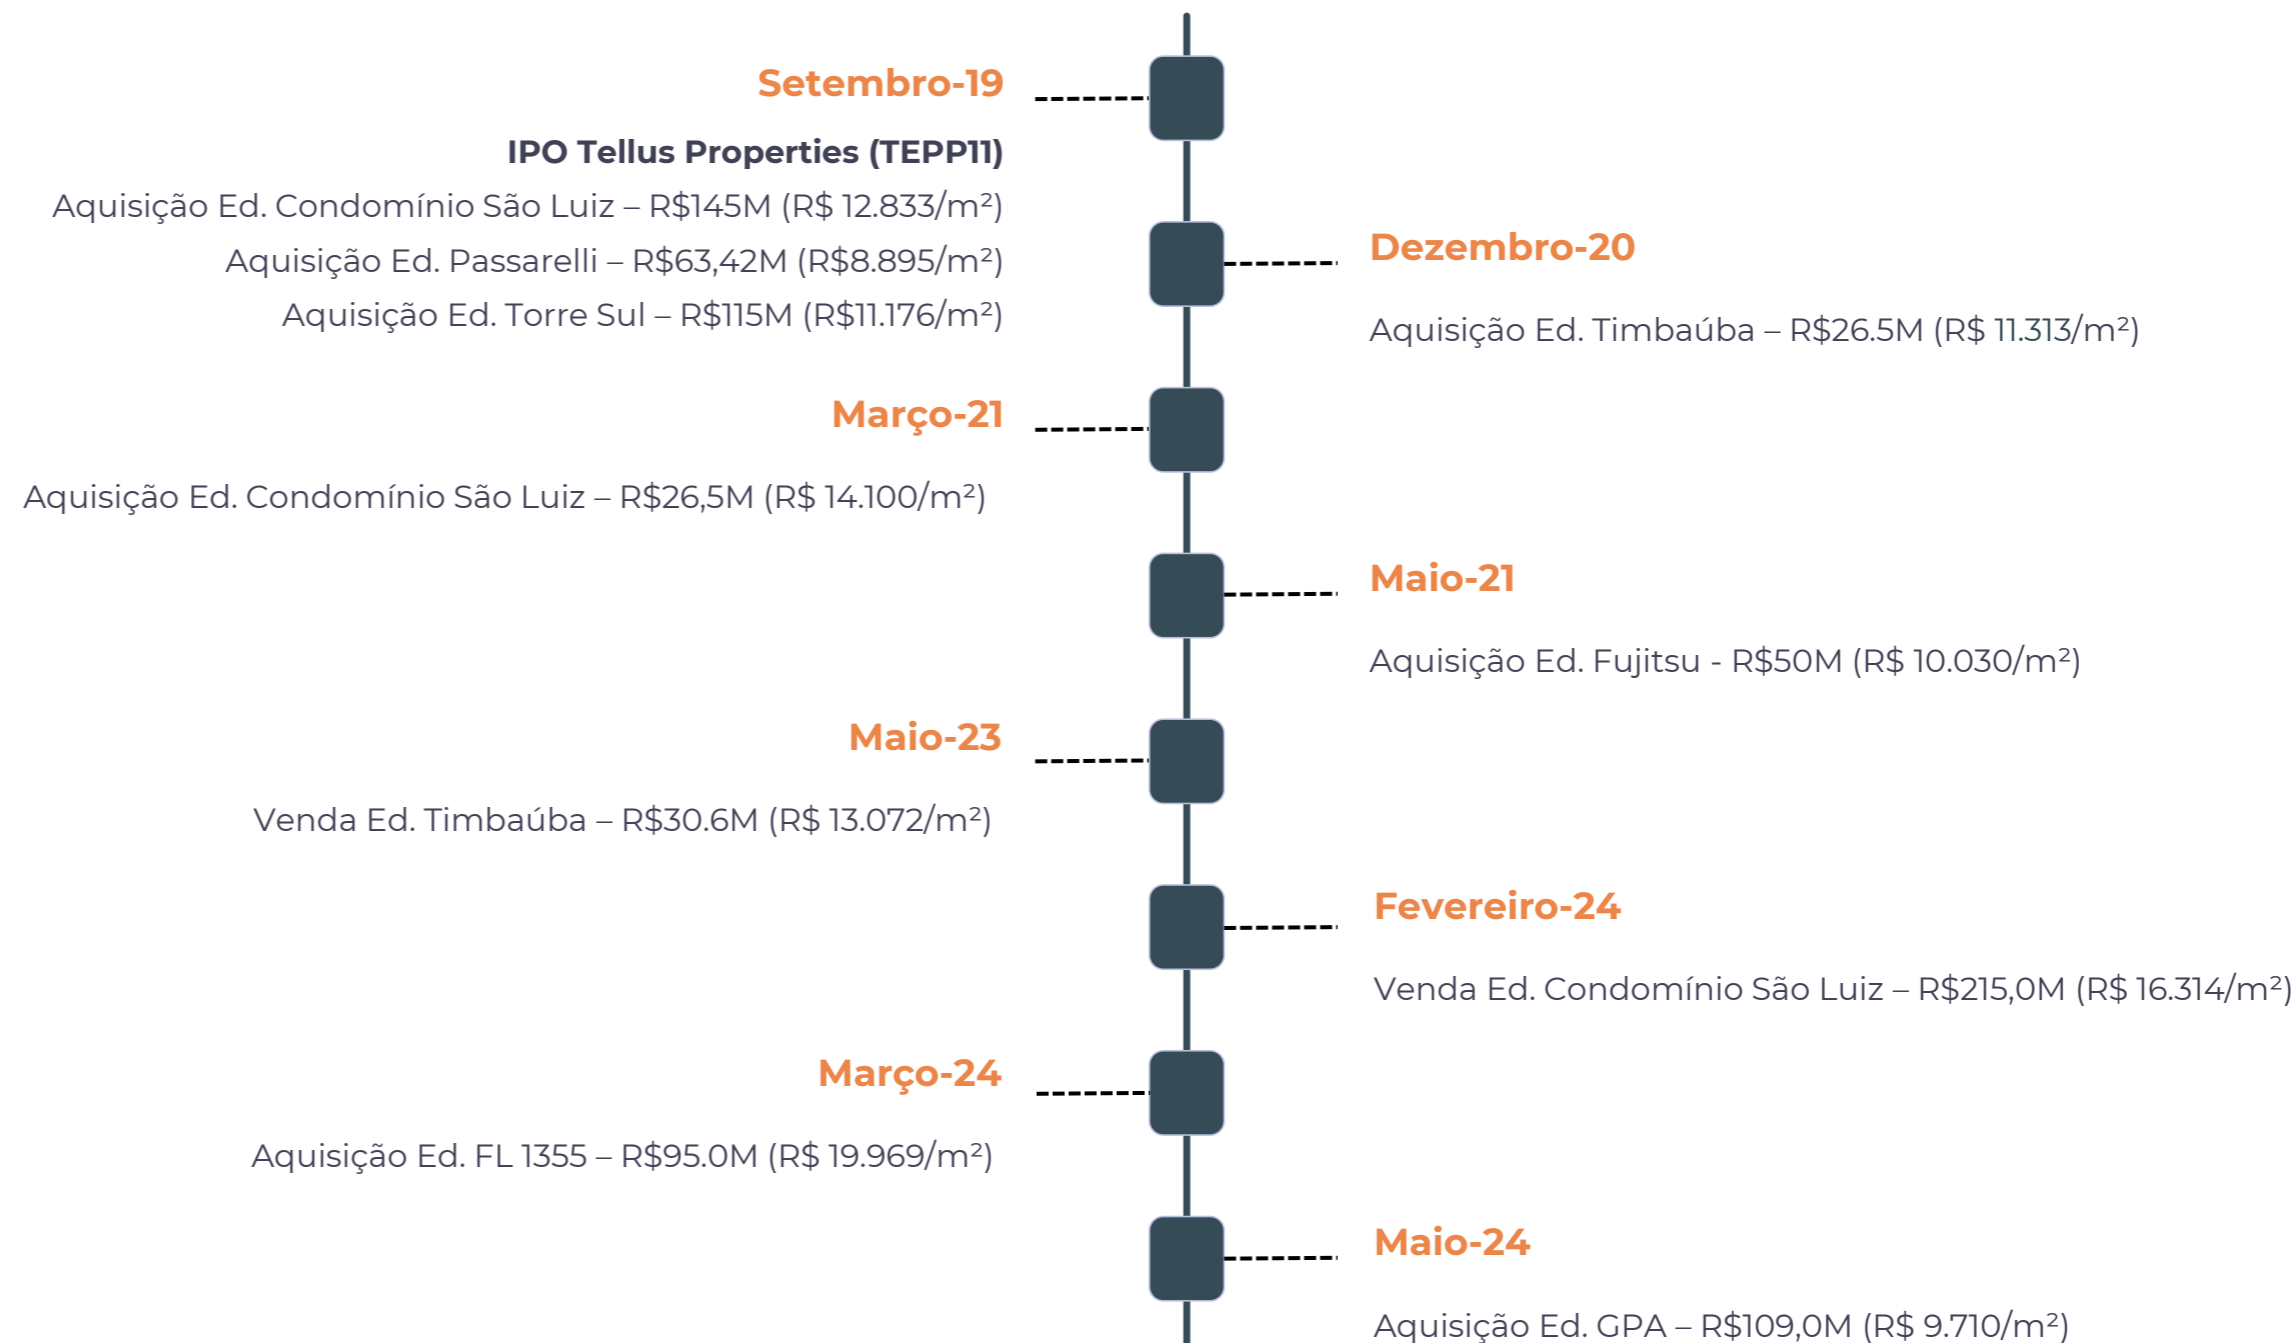 Setembro-19
IPO Tellus Properties (TEPP11)
Aquisição Ed. Condomínio São Luiz – R$145M (R$ 12.833/m²)
Aquisição Ed. Passarelli – R$63,42M (R$8.895/m²)
Aquisição Ed. Torre Sul – R$115M (R$11.176/m²)
Dezembro-20
Aquisição Ed. Timbaúba – R$26.5M (R$ 11.313/m²)
Março-21
Aquisição Ed. Condomínio São Luiz – R$26,5M (R$ 14.100/m²)
Maio-21
Aquisição Ed. Fujitsu - R$50M (R$ 10.030/m²)
Maio-23
Venda Ed. Timbaúba – R$30.6M (R$ 13.072/m²)
Fevereiro-24
Venda Ed. Condomínio São Luiz – R$215,0M (R$ 16.314/m²)
Março-24
Aquisição Ed. FL 1355 – R$95.0M (R$ 19.969/m²)
Maio-24
Aquisição Ed. GPA – R$109,0M (R$ 9.710/m²)